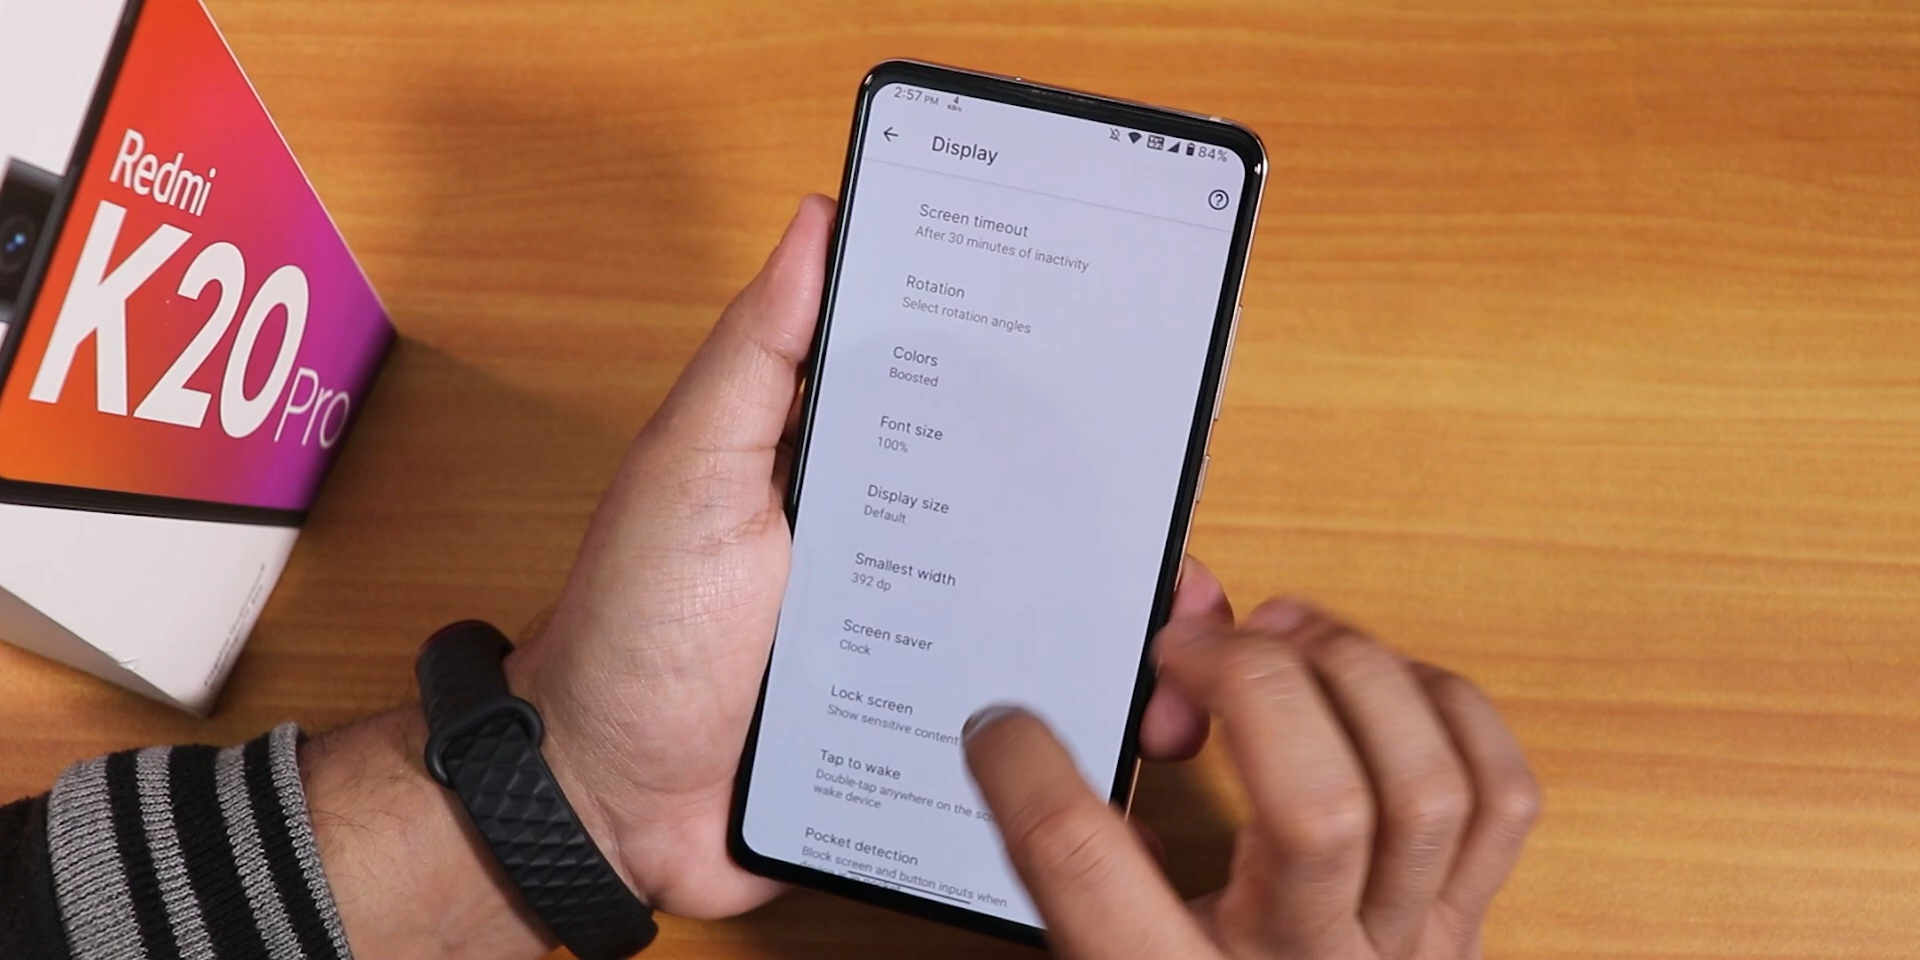 Redmi
K20 Pro
2:57 PM
4
KB/s
84%
Display
Screen timeout
After 30 minutes of inactivity
Rotation
Select rotation angles
Colors
Boosted
Font size
100%
Display size
Default
Smallest width
392 dp
Screen saver
Clock
Lock screen
Show sensitive content
Tap to wake
Double-tap anywhere on the
wake device
Pocket detection
Block screen and button inputs when